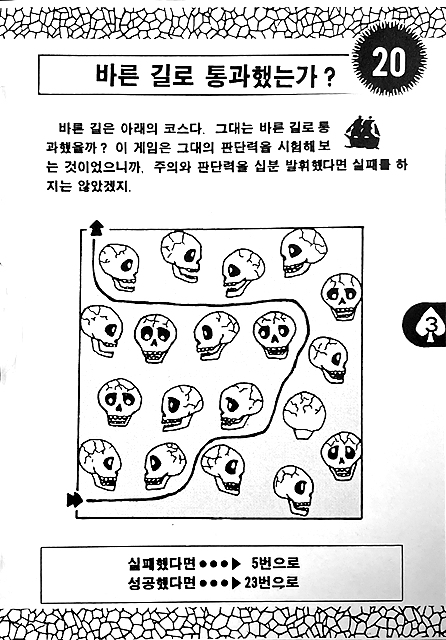 20
바른 길로 통과했는가?
바른 길은 아래의 코스다. 그대는 바른 길로 통
과했을까? 이 게임은 그대의 판단력을 시험해 보
는 것이었으니까. 주의와 판단력을 십분 발휘했다면 실패를 하
지는 않았겠지.
3
실패했다면 ●●●▶ 5번으로
성공했다면 ●●●▶ 23번으로